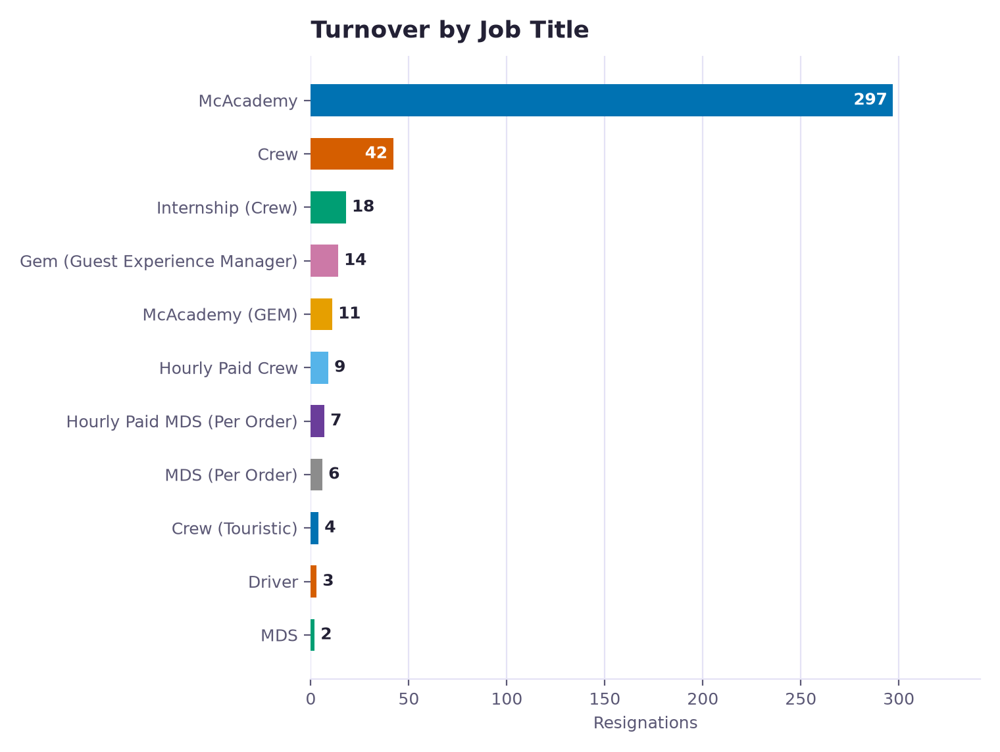 Turnover by Job Title
McAcademy
297
Crew
42
Internship (Crew)
18
Gem (Guest Experience Manager)
14
McAcademy (GEM)
11
Hourly Paid Crew
9
Hourly Paid MDS (Per Order)
7
MDS (Per Order)
6
Crew (Touristic)
4
Driver
3
MDS
2
0 50 100 150 200 250 300
Resignations